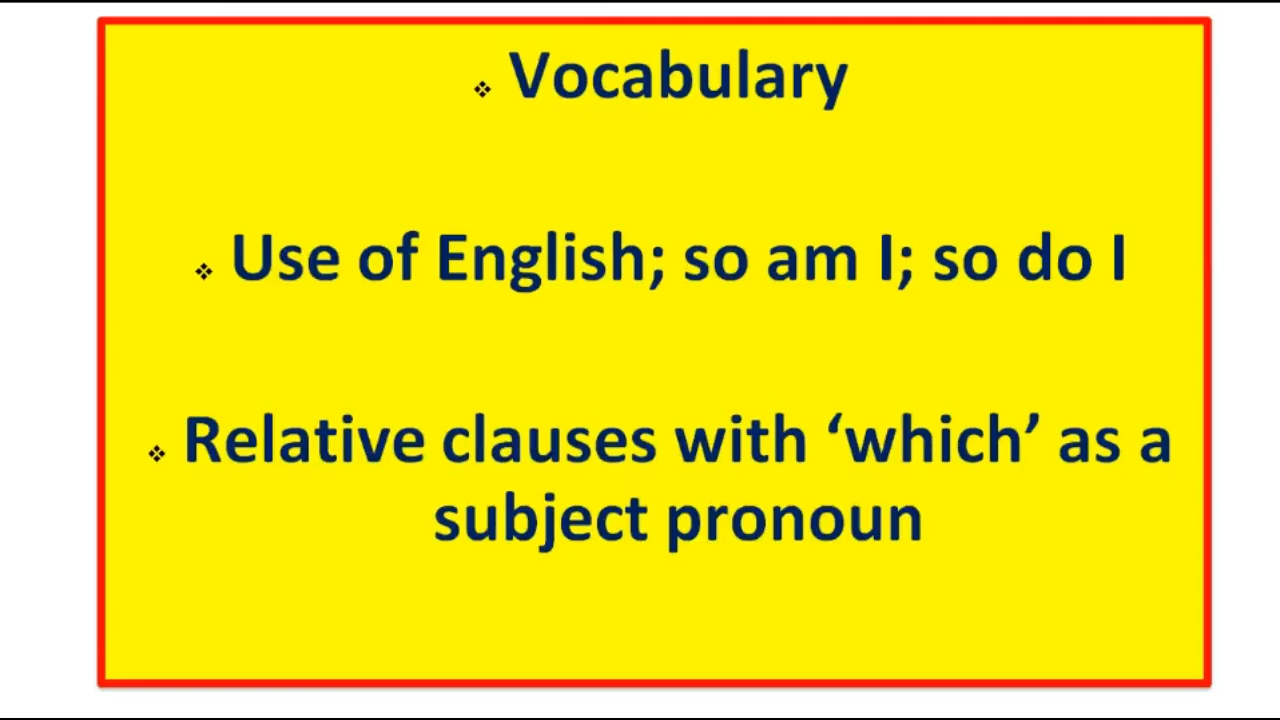 ❖ Vocabulary
❖ Use of English; so am I; so do I
❖ Relative clauses with ‘which’ as a
subject pronoun